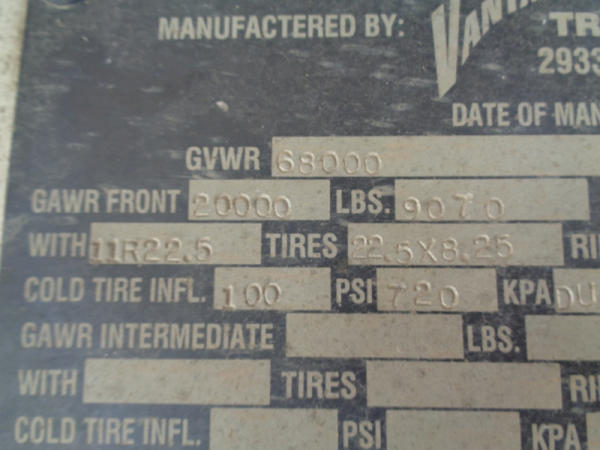 MANUFACTURED BY:
TR
2933
DATE OF MAN
GVWR 68000
GAWR FRONT 20000 LBS. 9070
WITH 11R22.5 TIRES 22.5X8.25 RI
COLD TIRE INFL. 100 PSI 720 KPA DU
GAWR INTERMEDIATE LBS.
WITH TIRES RI
COLD TIRE INFL. PSI KPA